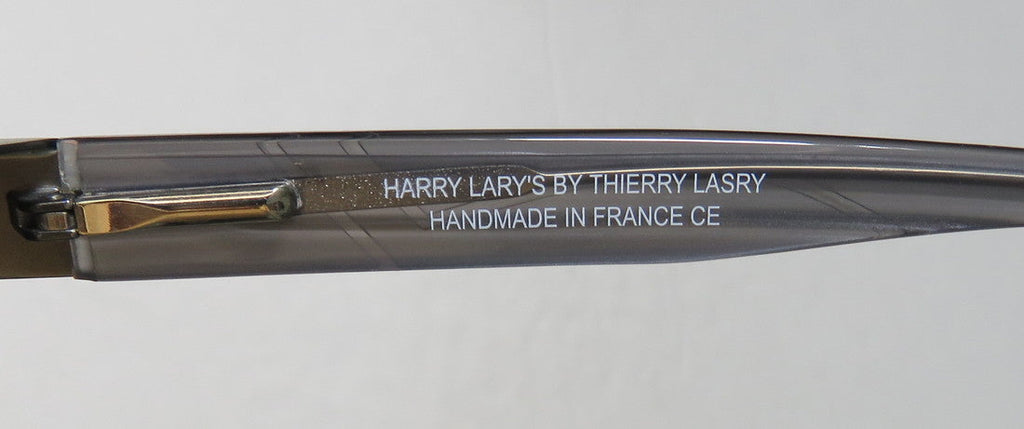 HARRY LARY'S BY THIERRY LASRY
HANDMADE IN FRANCE CE